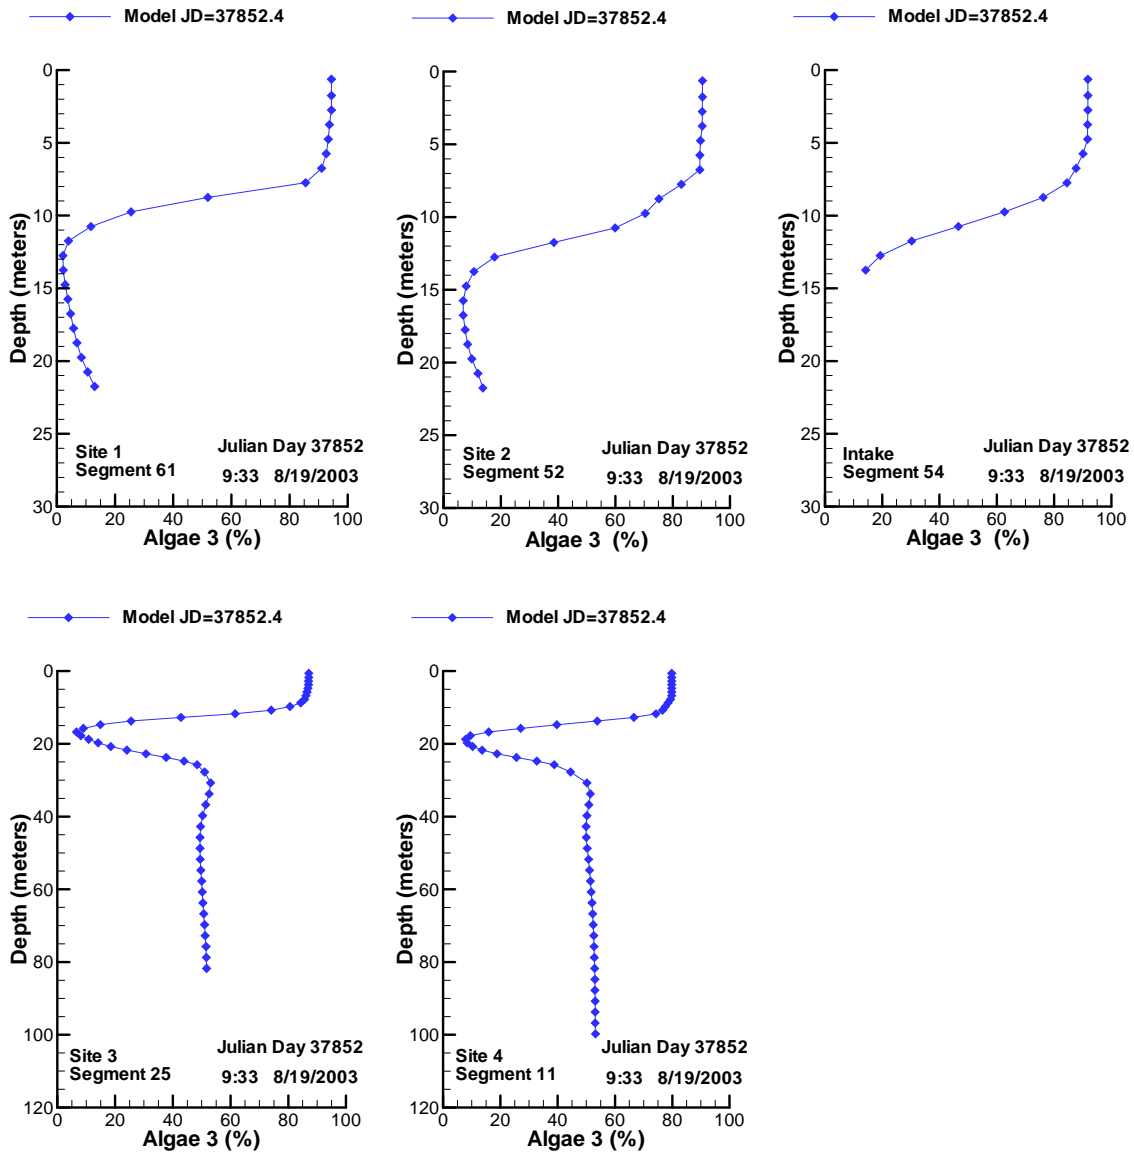 Model JD=37852.4
0
5
10
15
20
25
30
Depth (meters)
Site 1
Segment 61
Julian Day 37852
9:33 8/19/2003
0 20 40 60 80 100
Algae 3 (%)
Model JD=37852.4
0
5
10
15
20
25
30
Depth (meters)
Site 2
Segment 52
Julian Day 37852
9:33 8/19/2003
0 20 40 60 80 100
Algae 3 (%)
Model JD=37852.4
0
5
10
15
20
25
30
Depth (meters)
Intake
Segment 54
Julian Day 37852
9:33 8/19/2003
0 20 40 60 80 100
Algae 3 (%)
Model JD=37852.4
0
20
40
60
80
100
120
Depth (meters)
Site 3
Segment 25
Julian Day 37852
9:33 8/19/2003
0 20 40 60 80 100
Algae 3 (%)
Model JD=37852.4
0
20
40
60
80
100
120
Depth (meters)
Site 4
Segment 11
Julian Day 37852
9:33 8/19/2003
0 20 40 60 80 100
Algae 3 (%)